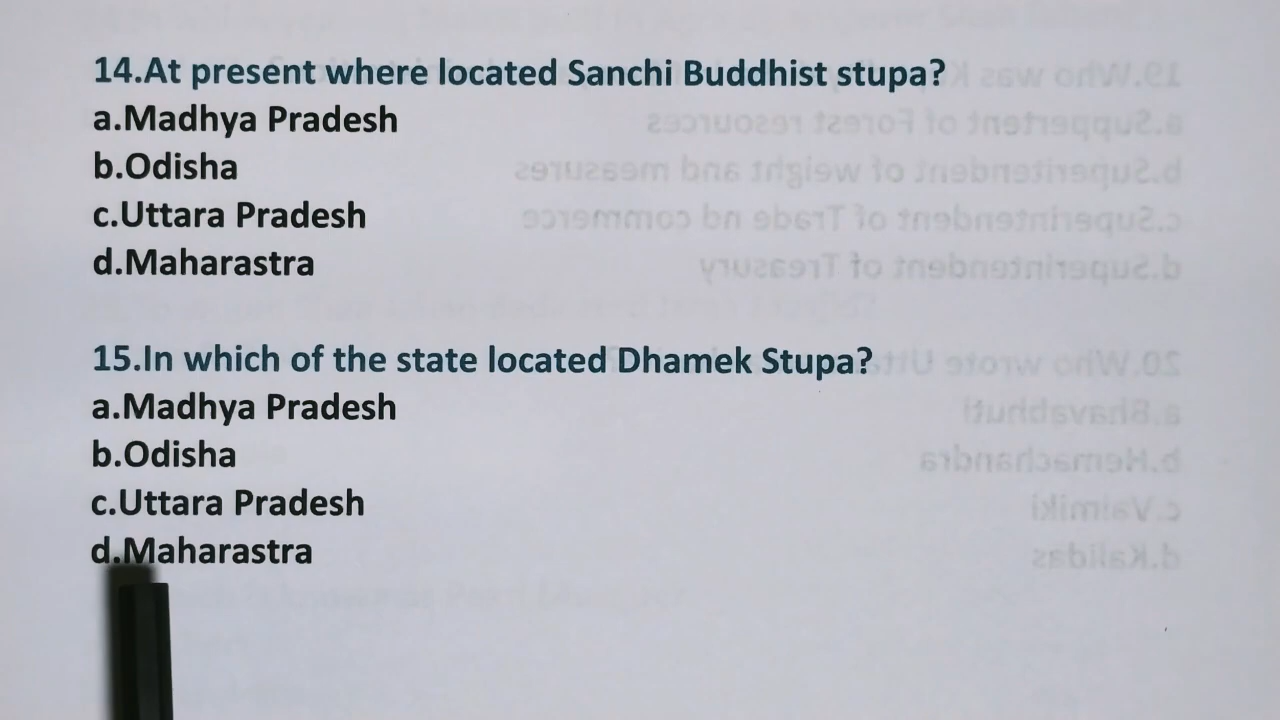 14.At present where located Sanchi Buddhist stupa?
a.Madhya Pradesh
b.Odisha
c.Uttara Pradesh
d.Maharastra
15.In which of the state located Dhamek Stupa?
a.Madhya Pradesh
b.Odisha
c.Uttara Pradesh
d.Maharastra